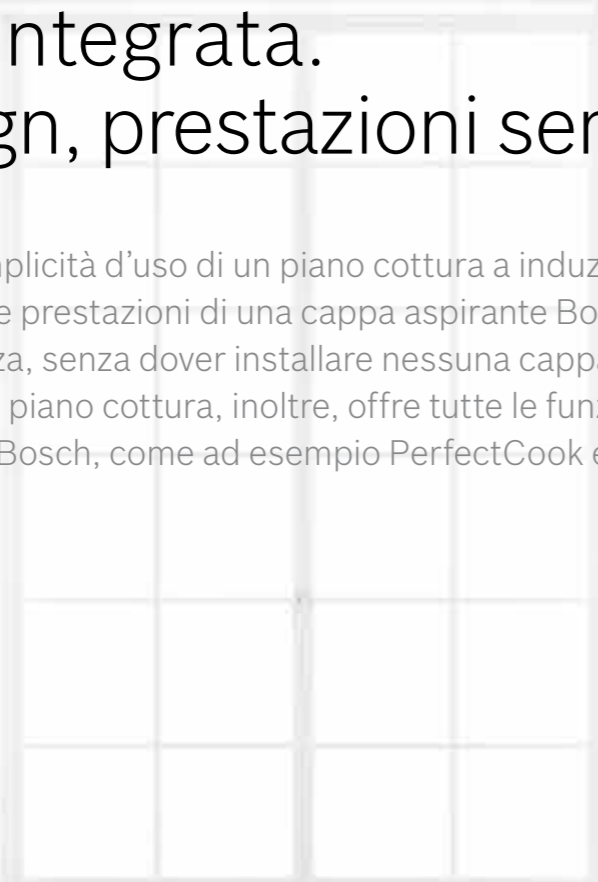 ntegrata.
gn, prestazioni ser
plicità d’uso di un piano cottura a induz
e prestazioni di una cappa aspirante Bo
za, senza dover installare nessuna cappa
piano cottura, inoltre, offre tutte le fun
Bosch, come ad esempio PerfectCook e